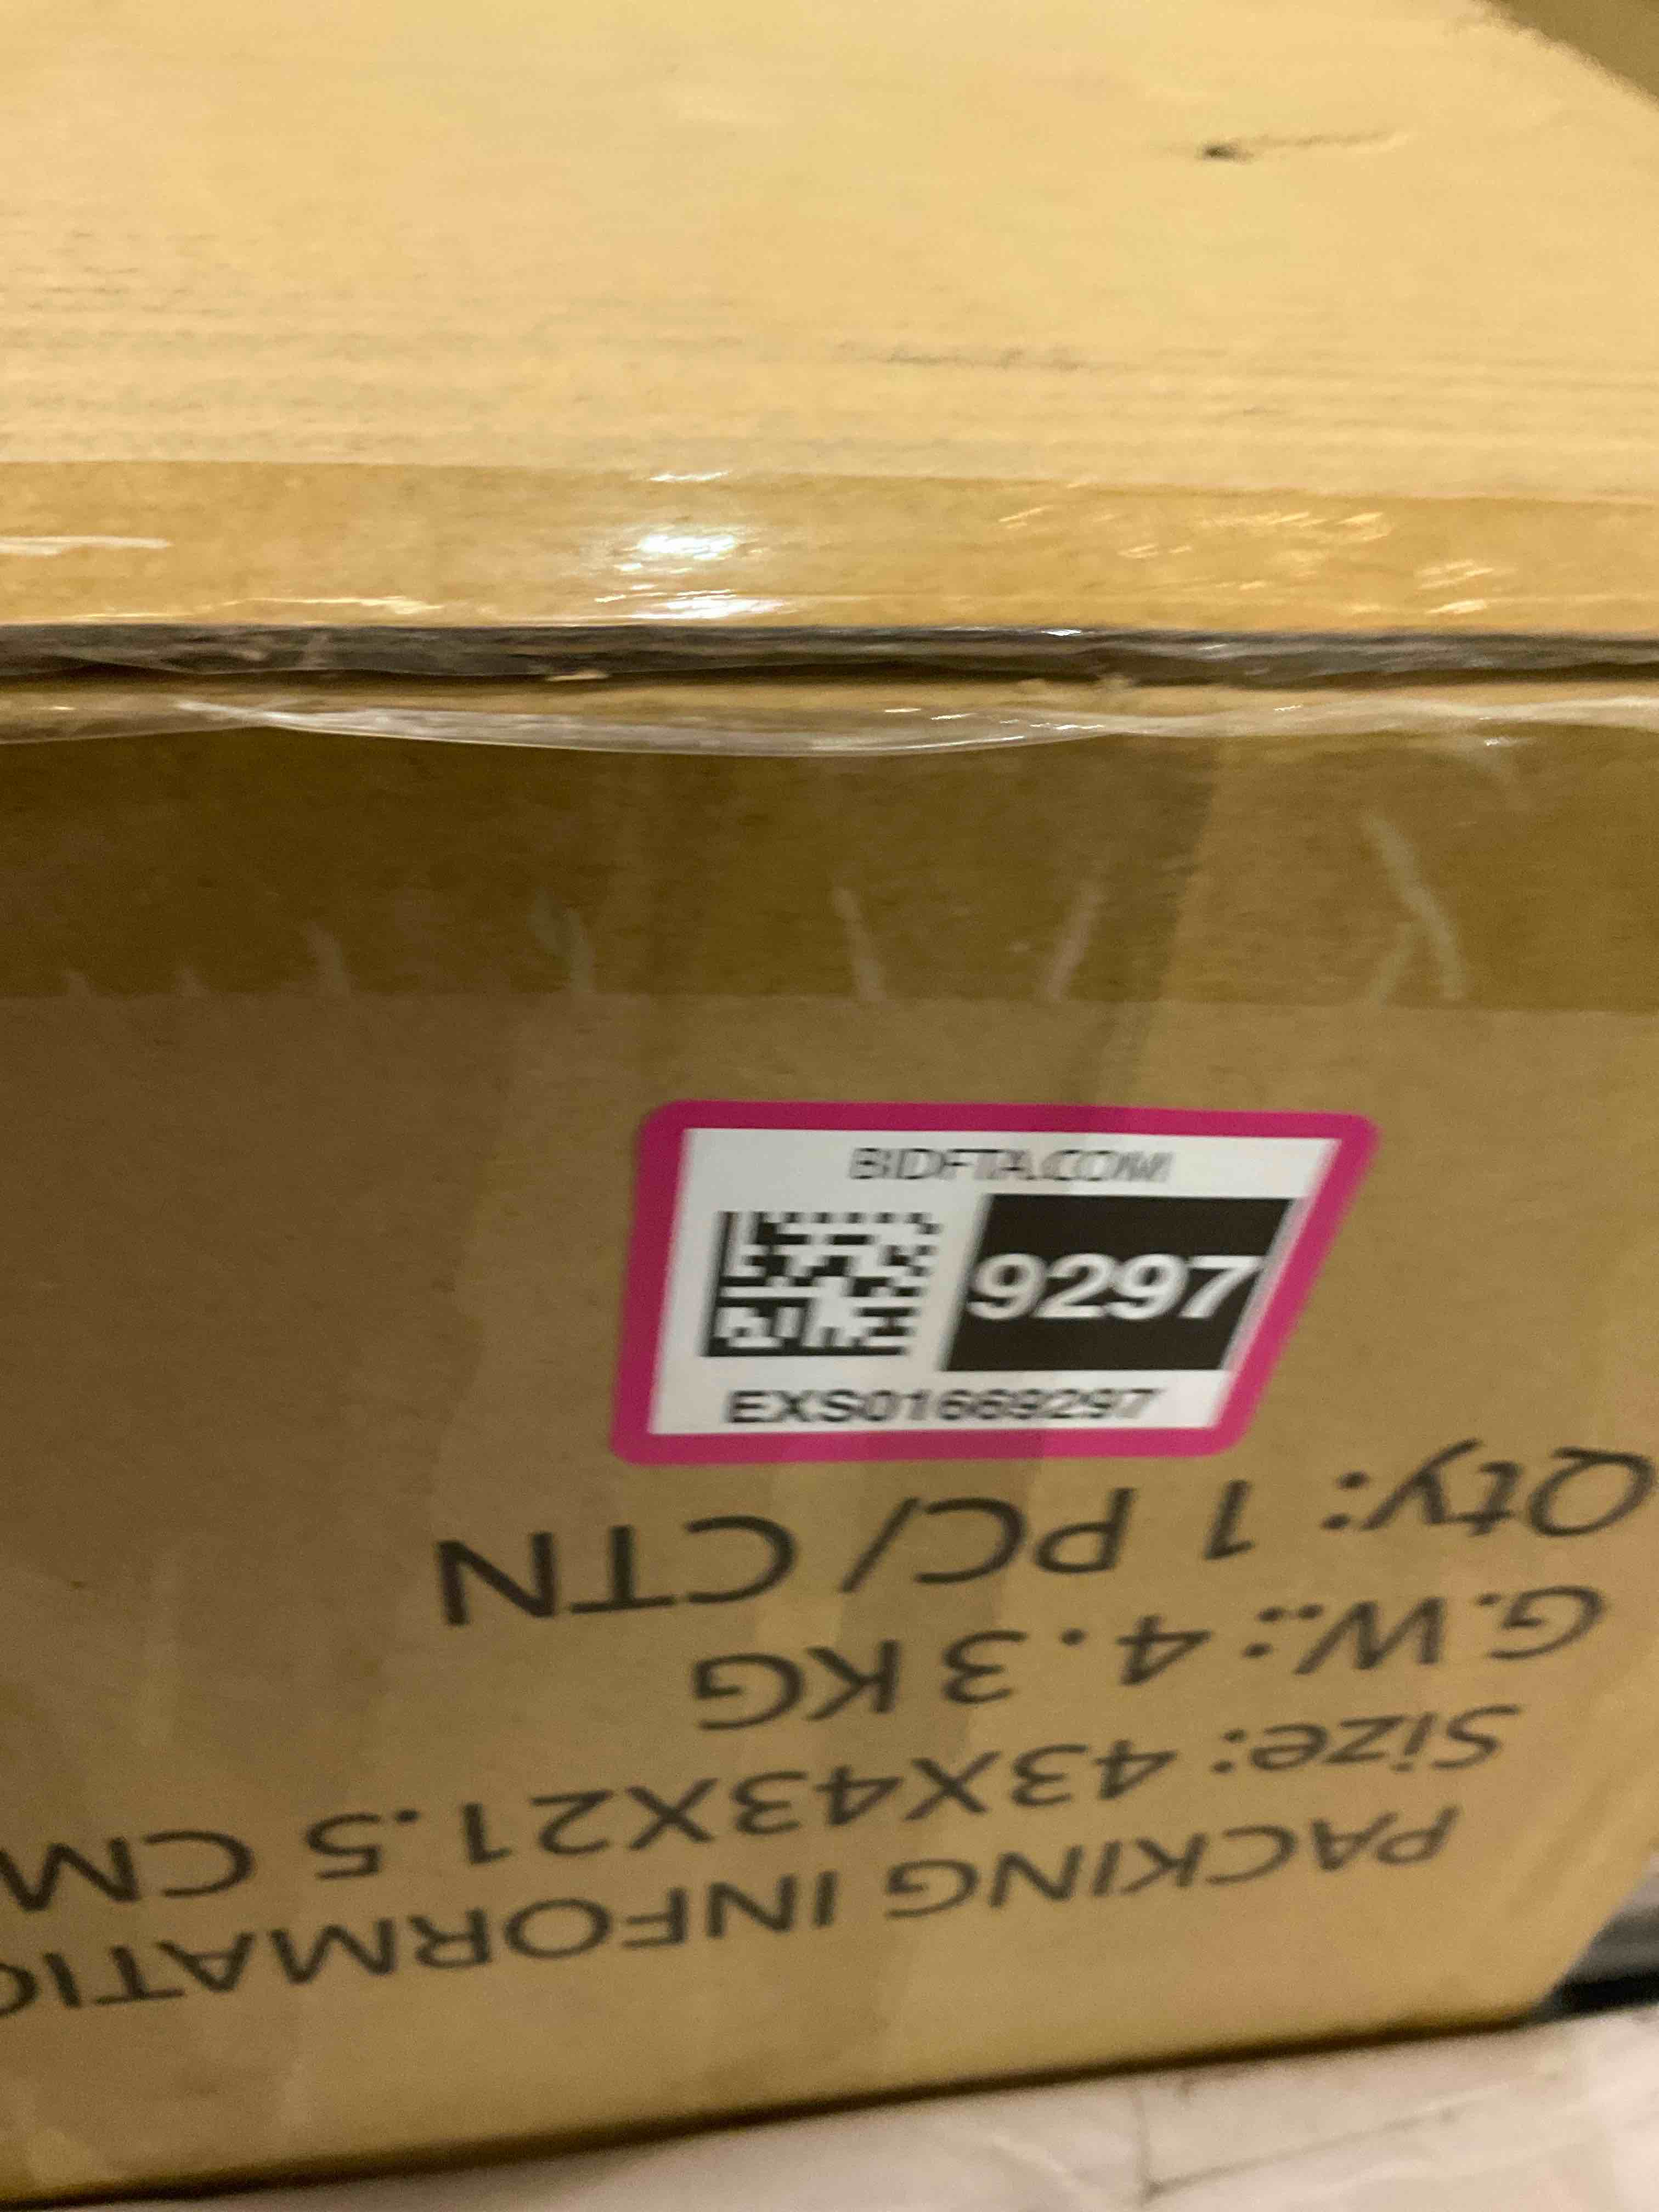 BIDFTA.COM
9297
EXS01669297
PACKING INFORMATIO
Size: 43X43X21.5 CM
G.W.: 4.3 KG
Qty: 1 PC/ CTN